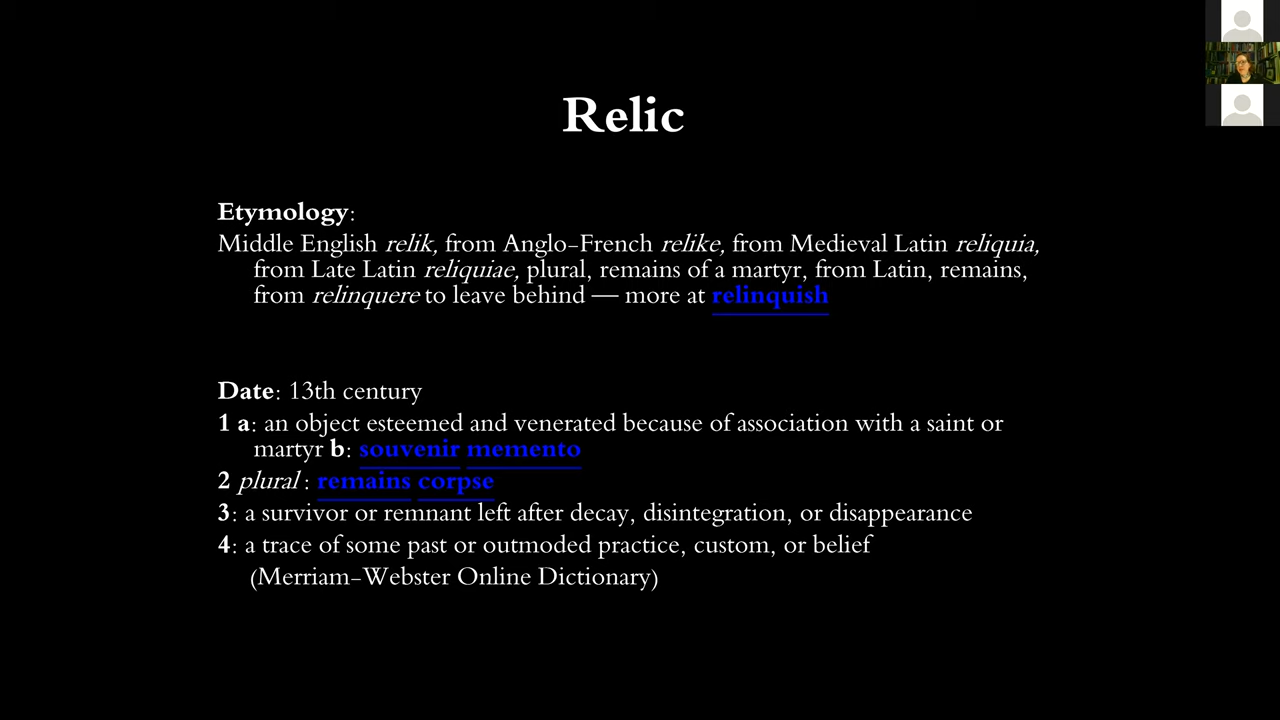 Relic
Etymology:
Middle English relik, from Anglo-French relike, from Medieval Latin reliquia,
from Late Latin reliquiae, plural, remains of a martyr, from Latin, remains,
from relinquere to leave behind — more at relinquish
Date: 13th century
1 a: an object esteemed and venerated because of association with a saint or
martyr b: souvenir memento
2 plural : remains corpse
3: a survivor or remnant left after decay, disintegration, or disappearance
4: a trace of some past or outmoded practice, custom, or belief
(Merriam-Webster Online Dictionary)